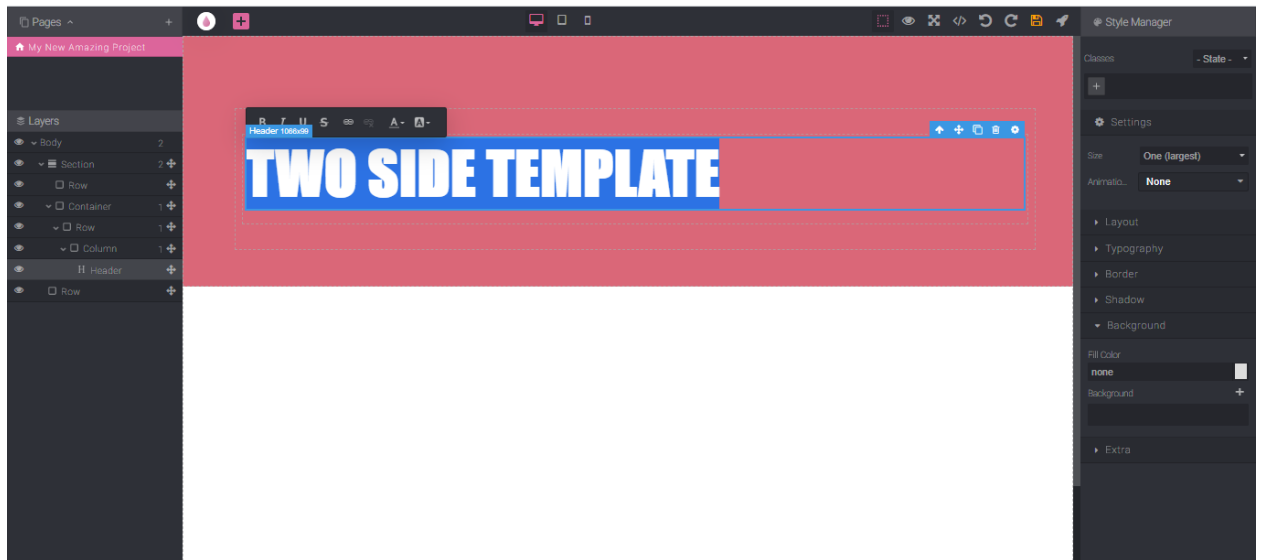 Pages
+
My New Amazing Project
Layers
Body 2
Section 2
Row
Container 1
Row 1
Column 1
H Header
Row
B I U S A A
Header 1066x99
TWO SIDE TEMPLATE
Style Manager
Classes - State -
+
Settings
Size One (largest)
Animatio... None
Layout
Typography
Border
Shadow
Background
Fill Color
none
Background +
Extra